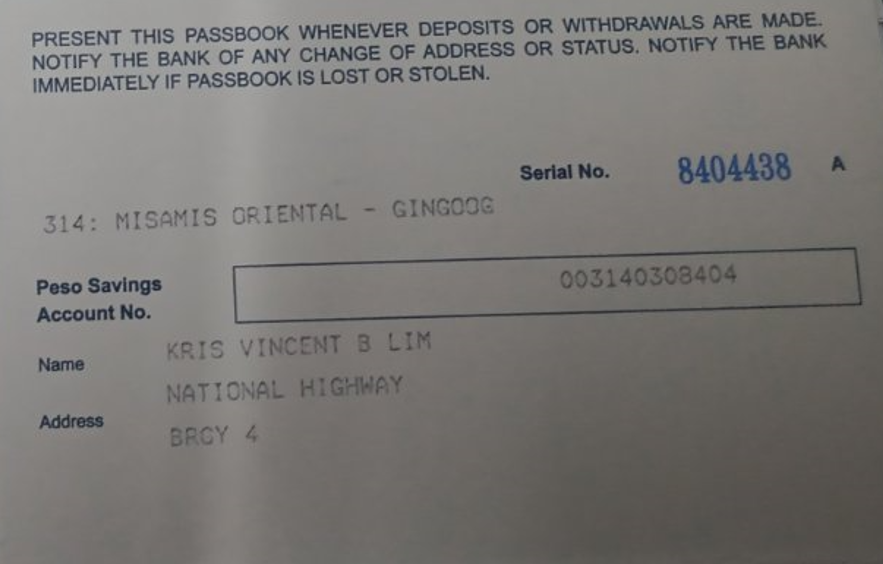 PRESENT THIS PASSBOOK WHENEVER DEPOSITS OR WITHDRAWALS ARE MADE.
NOTIFY THE BANK OF ANY CHANGE OF ADDRESS OR STATUS. NOTIFY THE BANK
IMMEDIATELY IF PASSBOOK IS LOST OR STOLEN.
Serial No. 8404438 A
314: MISAMIS ORIENTAL - GINGOOG
Peso Savings
Account No. 003140308404
Name KRIS VINCENT B LIM
NATIONAL HIGHWAY
Address
BRGY 4